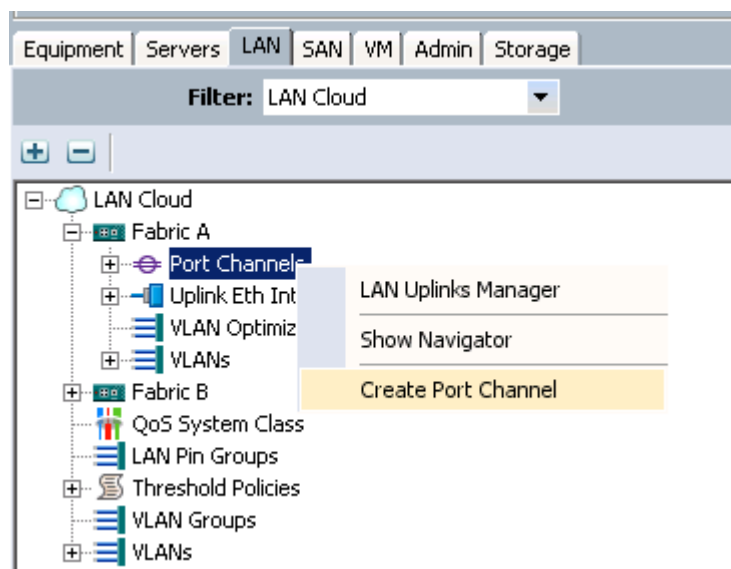 Equipment Servers LAN SAN VM Admin Storage
Filter: LAN Cloud
LAN Cloud
Fabric A
Port Channels
LAN Uplinks Manager
Uplink Eth Int
VLAN Optimiz
Show Navigator
VLANs
Create Port Channel
Fabric B
QoS System Class
LAN Pin Groups
Threshold Policies
VLAN Groups
VLANs